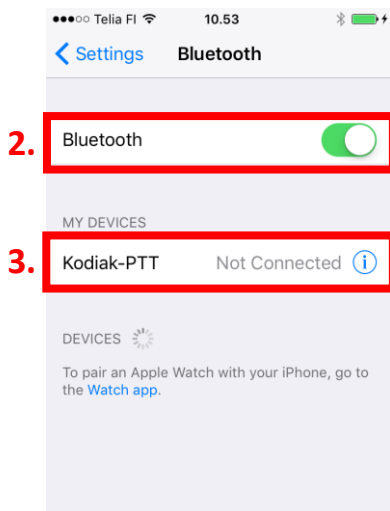 ●●●○○ Telia FI 10.53
Settings Bluetooth
2. Bluetooth
MY DEVICES
3. Kodiak-PTT Not Connected i
DEVICES
To pair an Apple Watch with your iPhone, go to
the Watch app.